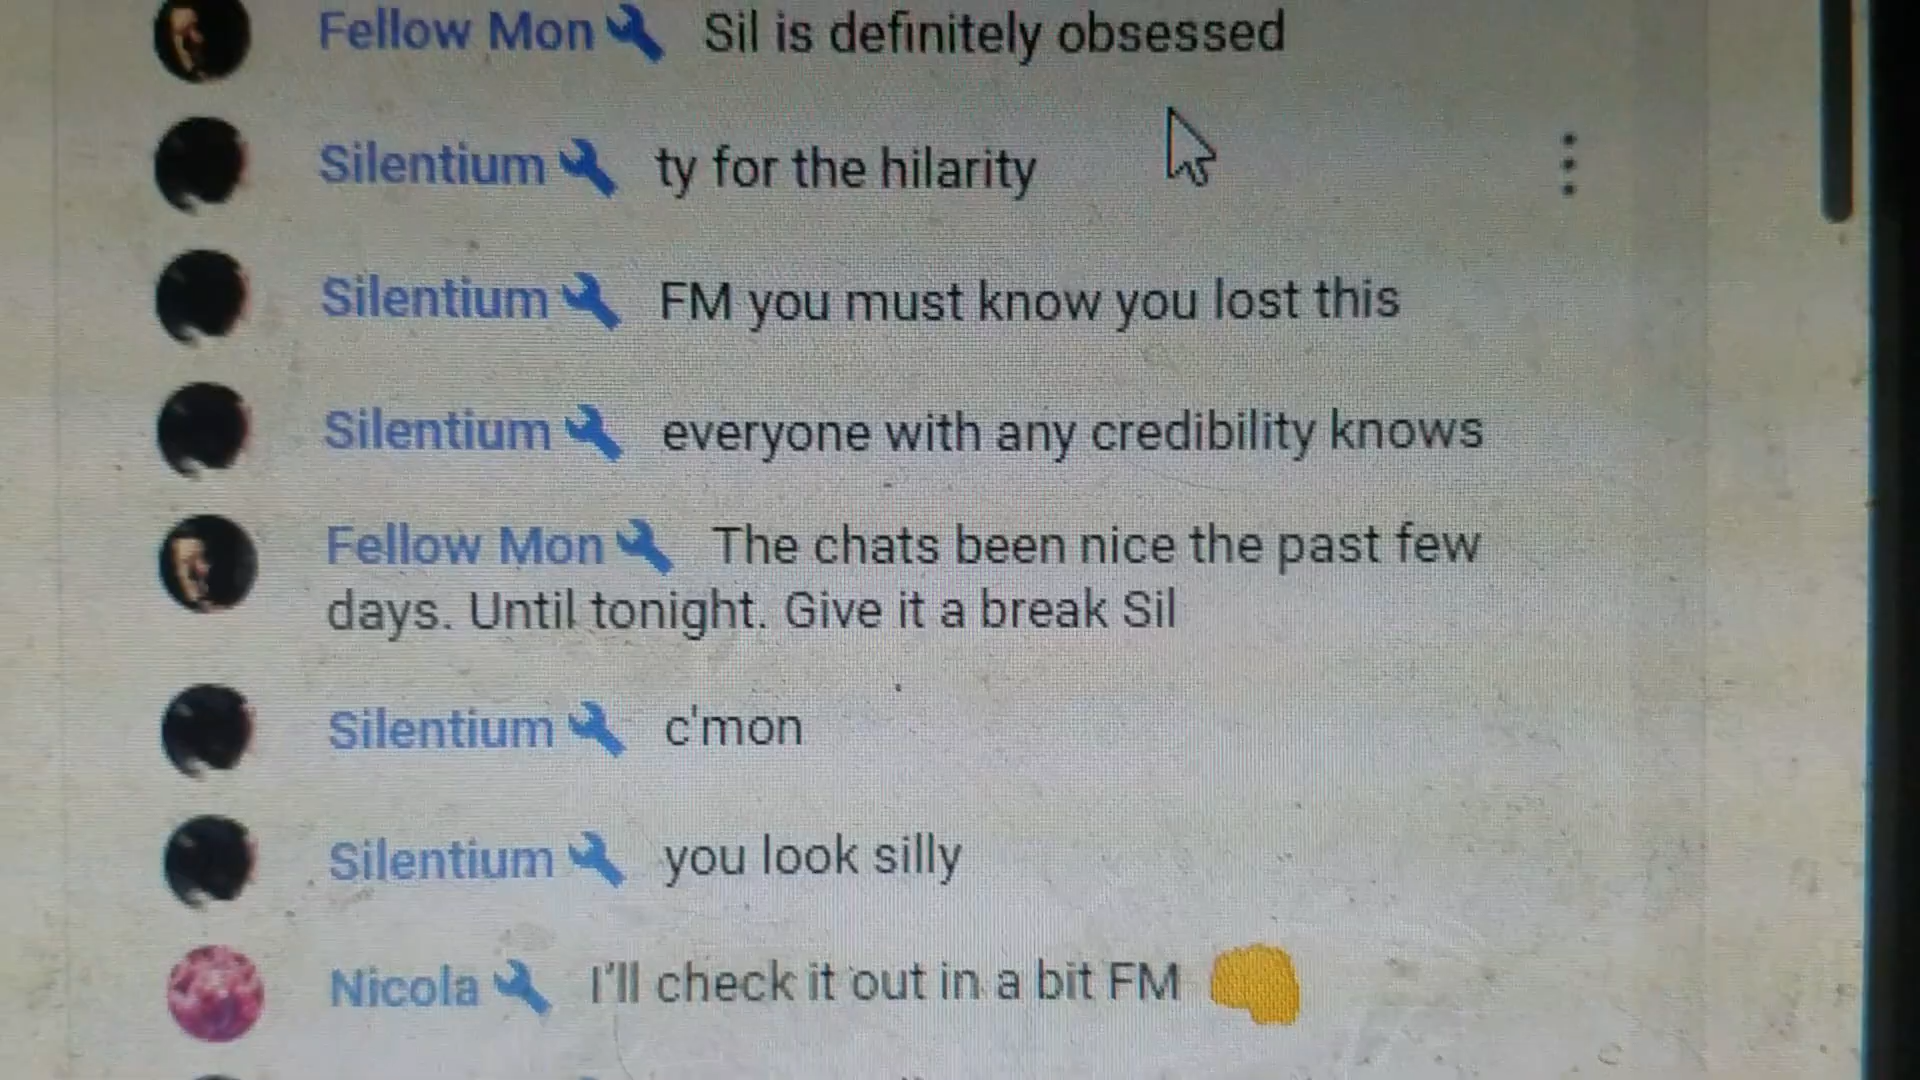 Fellow Mon Sil is definitely obsessed
Silentium ty for the hilarity
Silentium FM you must know you lost this
Silentium everyone with any credibility knows
Fellow Mon The chats been nice the past few
days. Until tonight. Give it a break Sil
Silentium c'mon
Silentium you look silly
Nicola I'll check it out in a bit FM